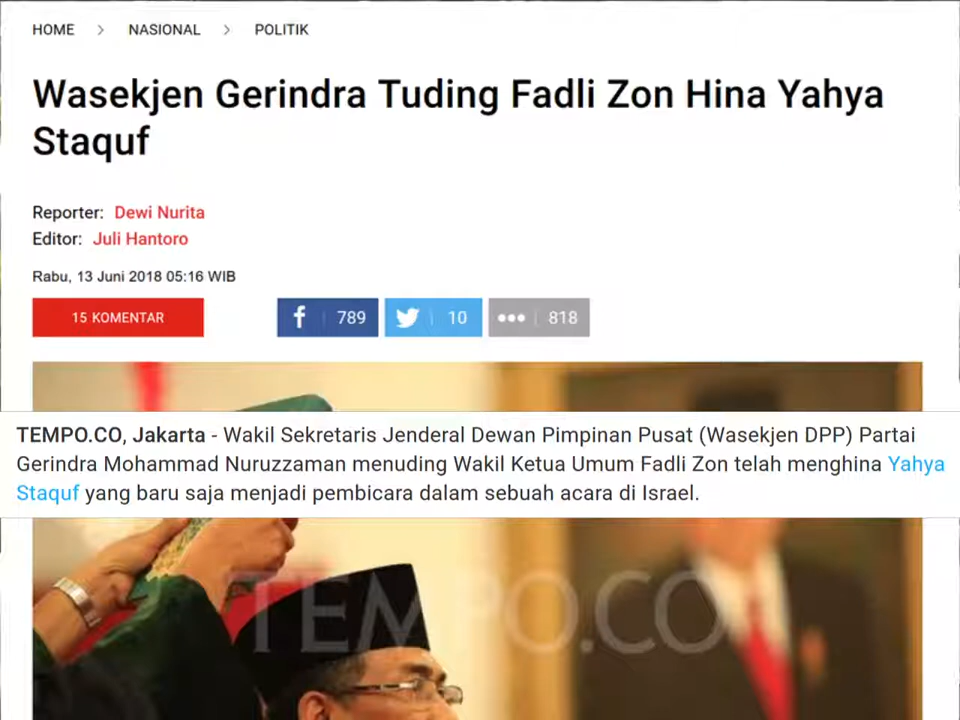 HOME > NASIONAL > POLITIK
Wasekjen Gerindra Tuding Fadli Zon Hina Yahya
Staquf
Reporter: Dewi Nurita
Editor: Juli Hantoro
Rabu, 13 Juni 2018 05:16 WIB
15 KOMENTAR
789
10
818
TEMPO.CO, Jakarta - Wakil Sekretaris Jenderal Dewan Pimpinan Pusat (Wasekjen DPP) Partai
Gerindra Mohammad Nuruzzaman menuding Wakil Ketua Umum Fadli Zon telah menghina Yahya
Staquf yang baru saja menjadi pembicara dalam sebuah acara di Israel.
TEMPO.CO